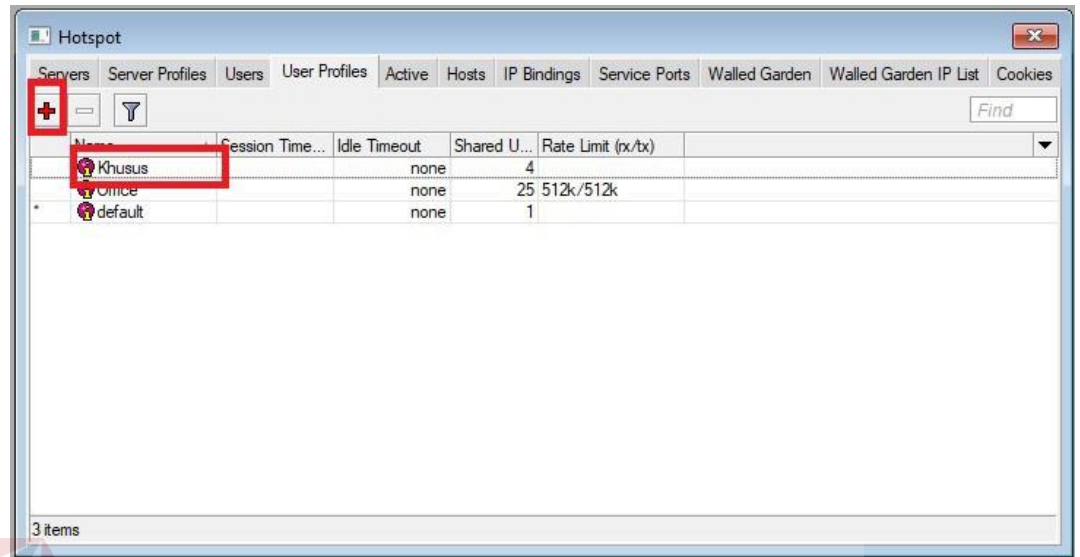 Hotspot
Servers Server Profiles Users User Profiles Active Hosts IP Bindings Service Ports Walled Garden Walled Garden IP List Cookies
Find
Name Session Time... Idle Timeout Shared U... Rate Limit (rx/tx)
Khusus none 4
Office none 25 512k/512k
* default none 1
3 items